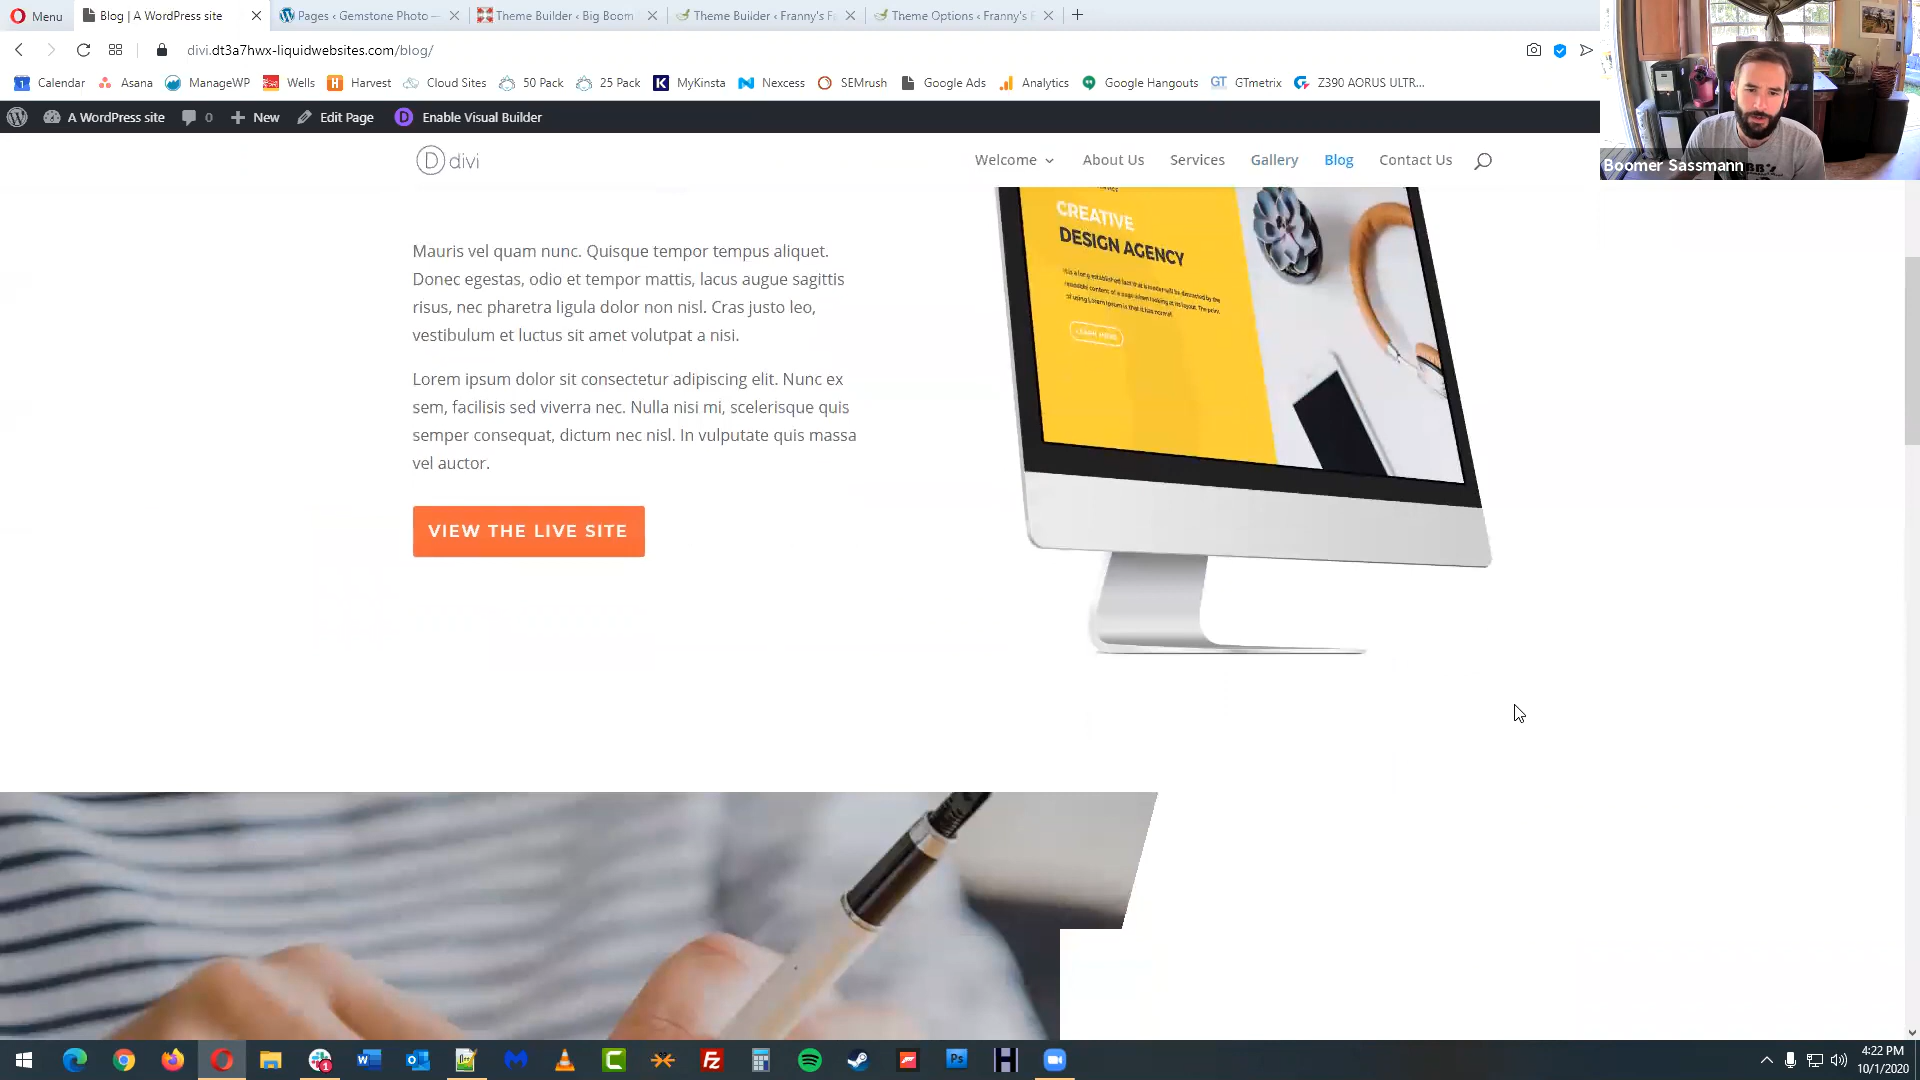 Menu
Blog | A WordPress site
Pages ‹ Gemstone Photo —
Theme Builder ‹ Big Boom
Theme Builder ‹ Franny's F
Theme Options ‹ Franny's F
divi.dt3a7hwx-liquidwebsites.com/blog/
Calendar
Asana
ManageWP
Wells
Harvest
Cloud Sites
50 Pack
25 Pack
MyKinsta
Nexcess
SEMrush
Google Ads
Analytics
Google Hangouts
GTmetrix
Z390 AORUS ULTR...
A WordPress site
0
New
Edit Page
Enable Visual Builder
Boomer Sassmann
divi
Welcome
About Us
Services
Gallery
Blog
Contact Us
CREATIVE
DESIGN AGENCY
Mauris vel quam nunc. Quisque tempor tempus aliquet.
Donec egestas, odio et tempor mattis, lacus augue sagittis
risus, nec pharetra ligula dolor non nisl. Cras justo leo,
vestibulum et luctus sit amet volutpat a nisi.
Lorem ipsum dolor sit consectetur adipiscing elit. Nunc ex
sem, facilisis sed viverra nec. Nulla nisi mi, scelerisque quis
semper consequat, dictum nec nisl. In vulputate quis massa
vel auctor.
VIEW THE LIVE SITE
4:22 PM
10/1/2020